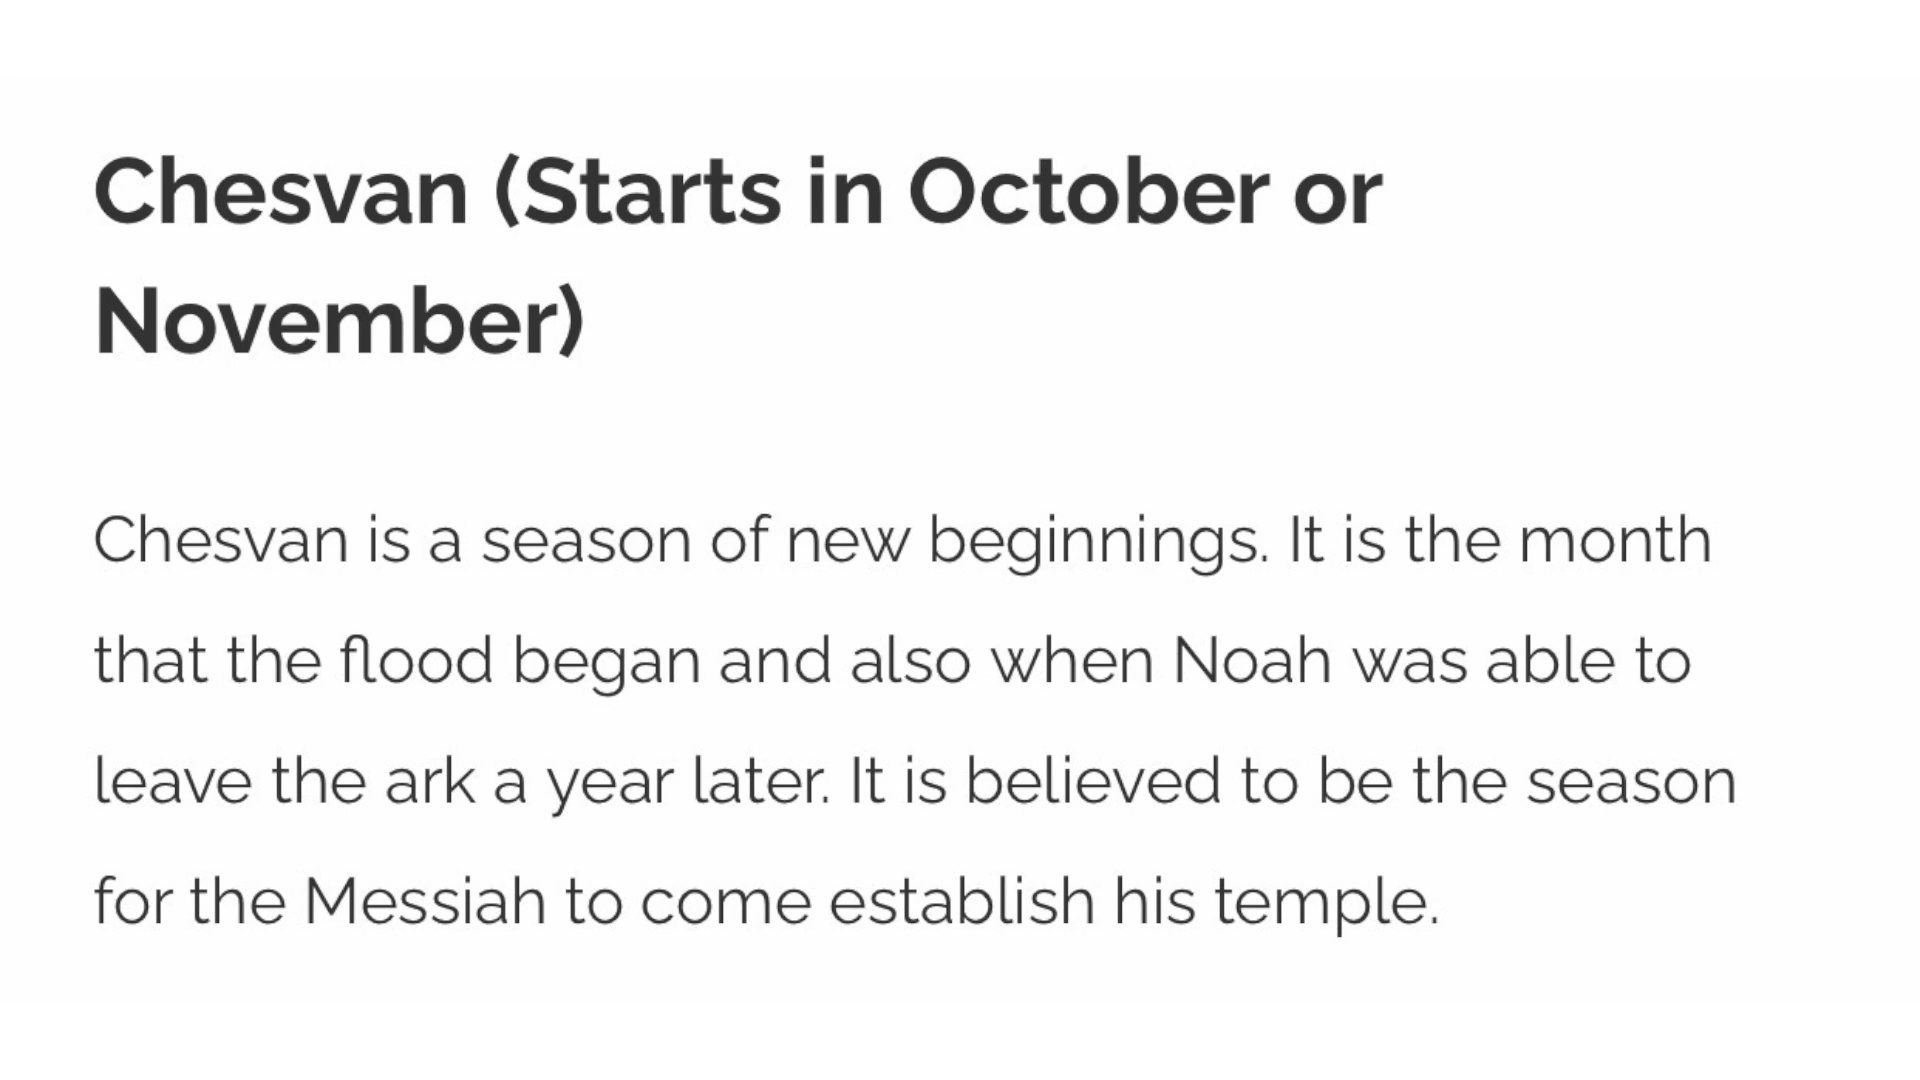 Chesvan (Starts in October or
November)
Chesvan is a season of new beginnings. It is the month
that the flood began and also when Noah was able to
leave the ark a year later. It is believed to be the season
for the Messiah to come establish his temple.